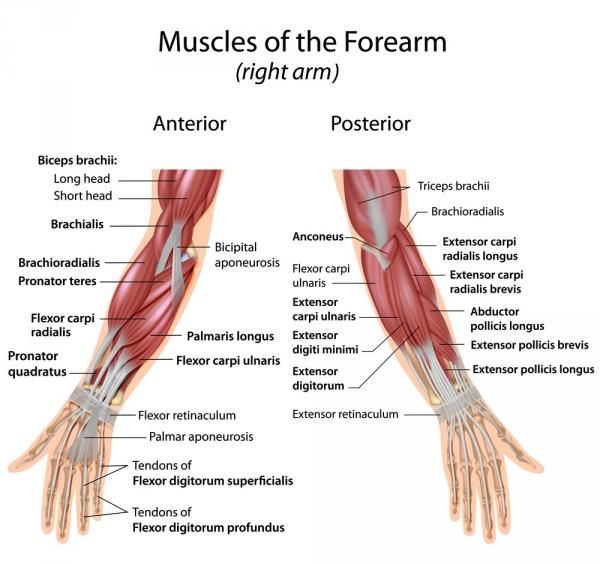 Muscles of the Forearm
(right arm)
Anterior
Posterior
Biceps brachii:
Long head
Short head
Brachialis
Brachioradialis
Pronator teres
Flexor carpi
radialis
Pronator
quadratus
Bicipital
aponeurosis
Palmaris longus
Flexor carpi ulnaris
Flexor retinaculum
Palmar aponeurosis
Tendons of
Flexor digitorum superficialis
Tendons of
Flexor digitorum profundus
Anconeus
Flexor carpi
ulnaris
Extensor
carpi ulnaris
Extensor
digiti minimi
Extensor
digitorum
Extensor retinaculum
Triceps brachii
Brachioradialis
Extensor carpi
radialis longus
Extensor carpi
radialis brevis
Abductor
pollicis longus
Extensor pollicis brevis
Extensor pollicis longus